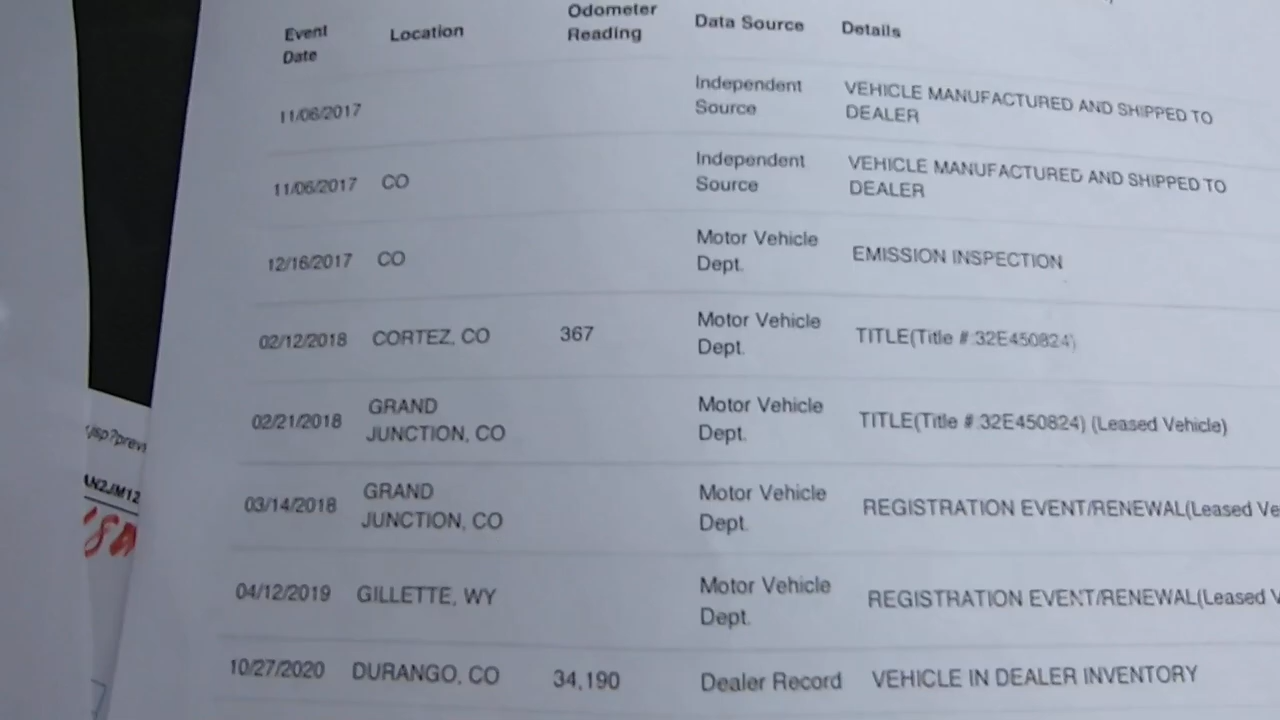 Event Date Location Odometer Reading Data Source Details
11/06/2017 Independent Source VEHICLE MANUFACTURED AND SHIPPED TO DEALER
11/06/2017 CO Independent Source VEHICLE MANUFACTURED AND SHIPPED TO DEALER
12/16/2017 CO Motor Vehicle Dept. EMISSION INSPECTION
02/12/2018 CORTEZ, CO 367 Motor Vehicle Dept. TITLE(Title #:32E450824)
02/21/2018 GRAND JUNCTION, CO Motor Vehicle Dept. TITLE(Title #:32E450824) (Leased Vehicle)
03/14/2018 GRAND JUNCTION, CO Motor Vehicle Dept. REGISTRATION EVENT/RENEWAL(Leased Ve
04/12/2019 GILLETTE, WY Motor Vehicle Dept. REGISTRATION EVENT/RENEWAL(Leased V
10/27/2020 DURANGO, CO 34,190 Dealer Record VEHICLE IN DEALER INVENTORY
.jsp?prev
AN2JM12